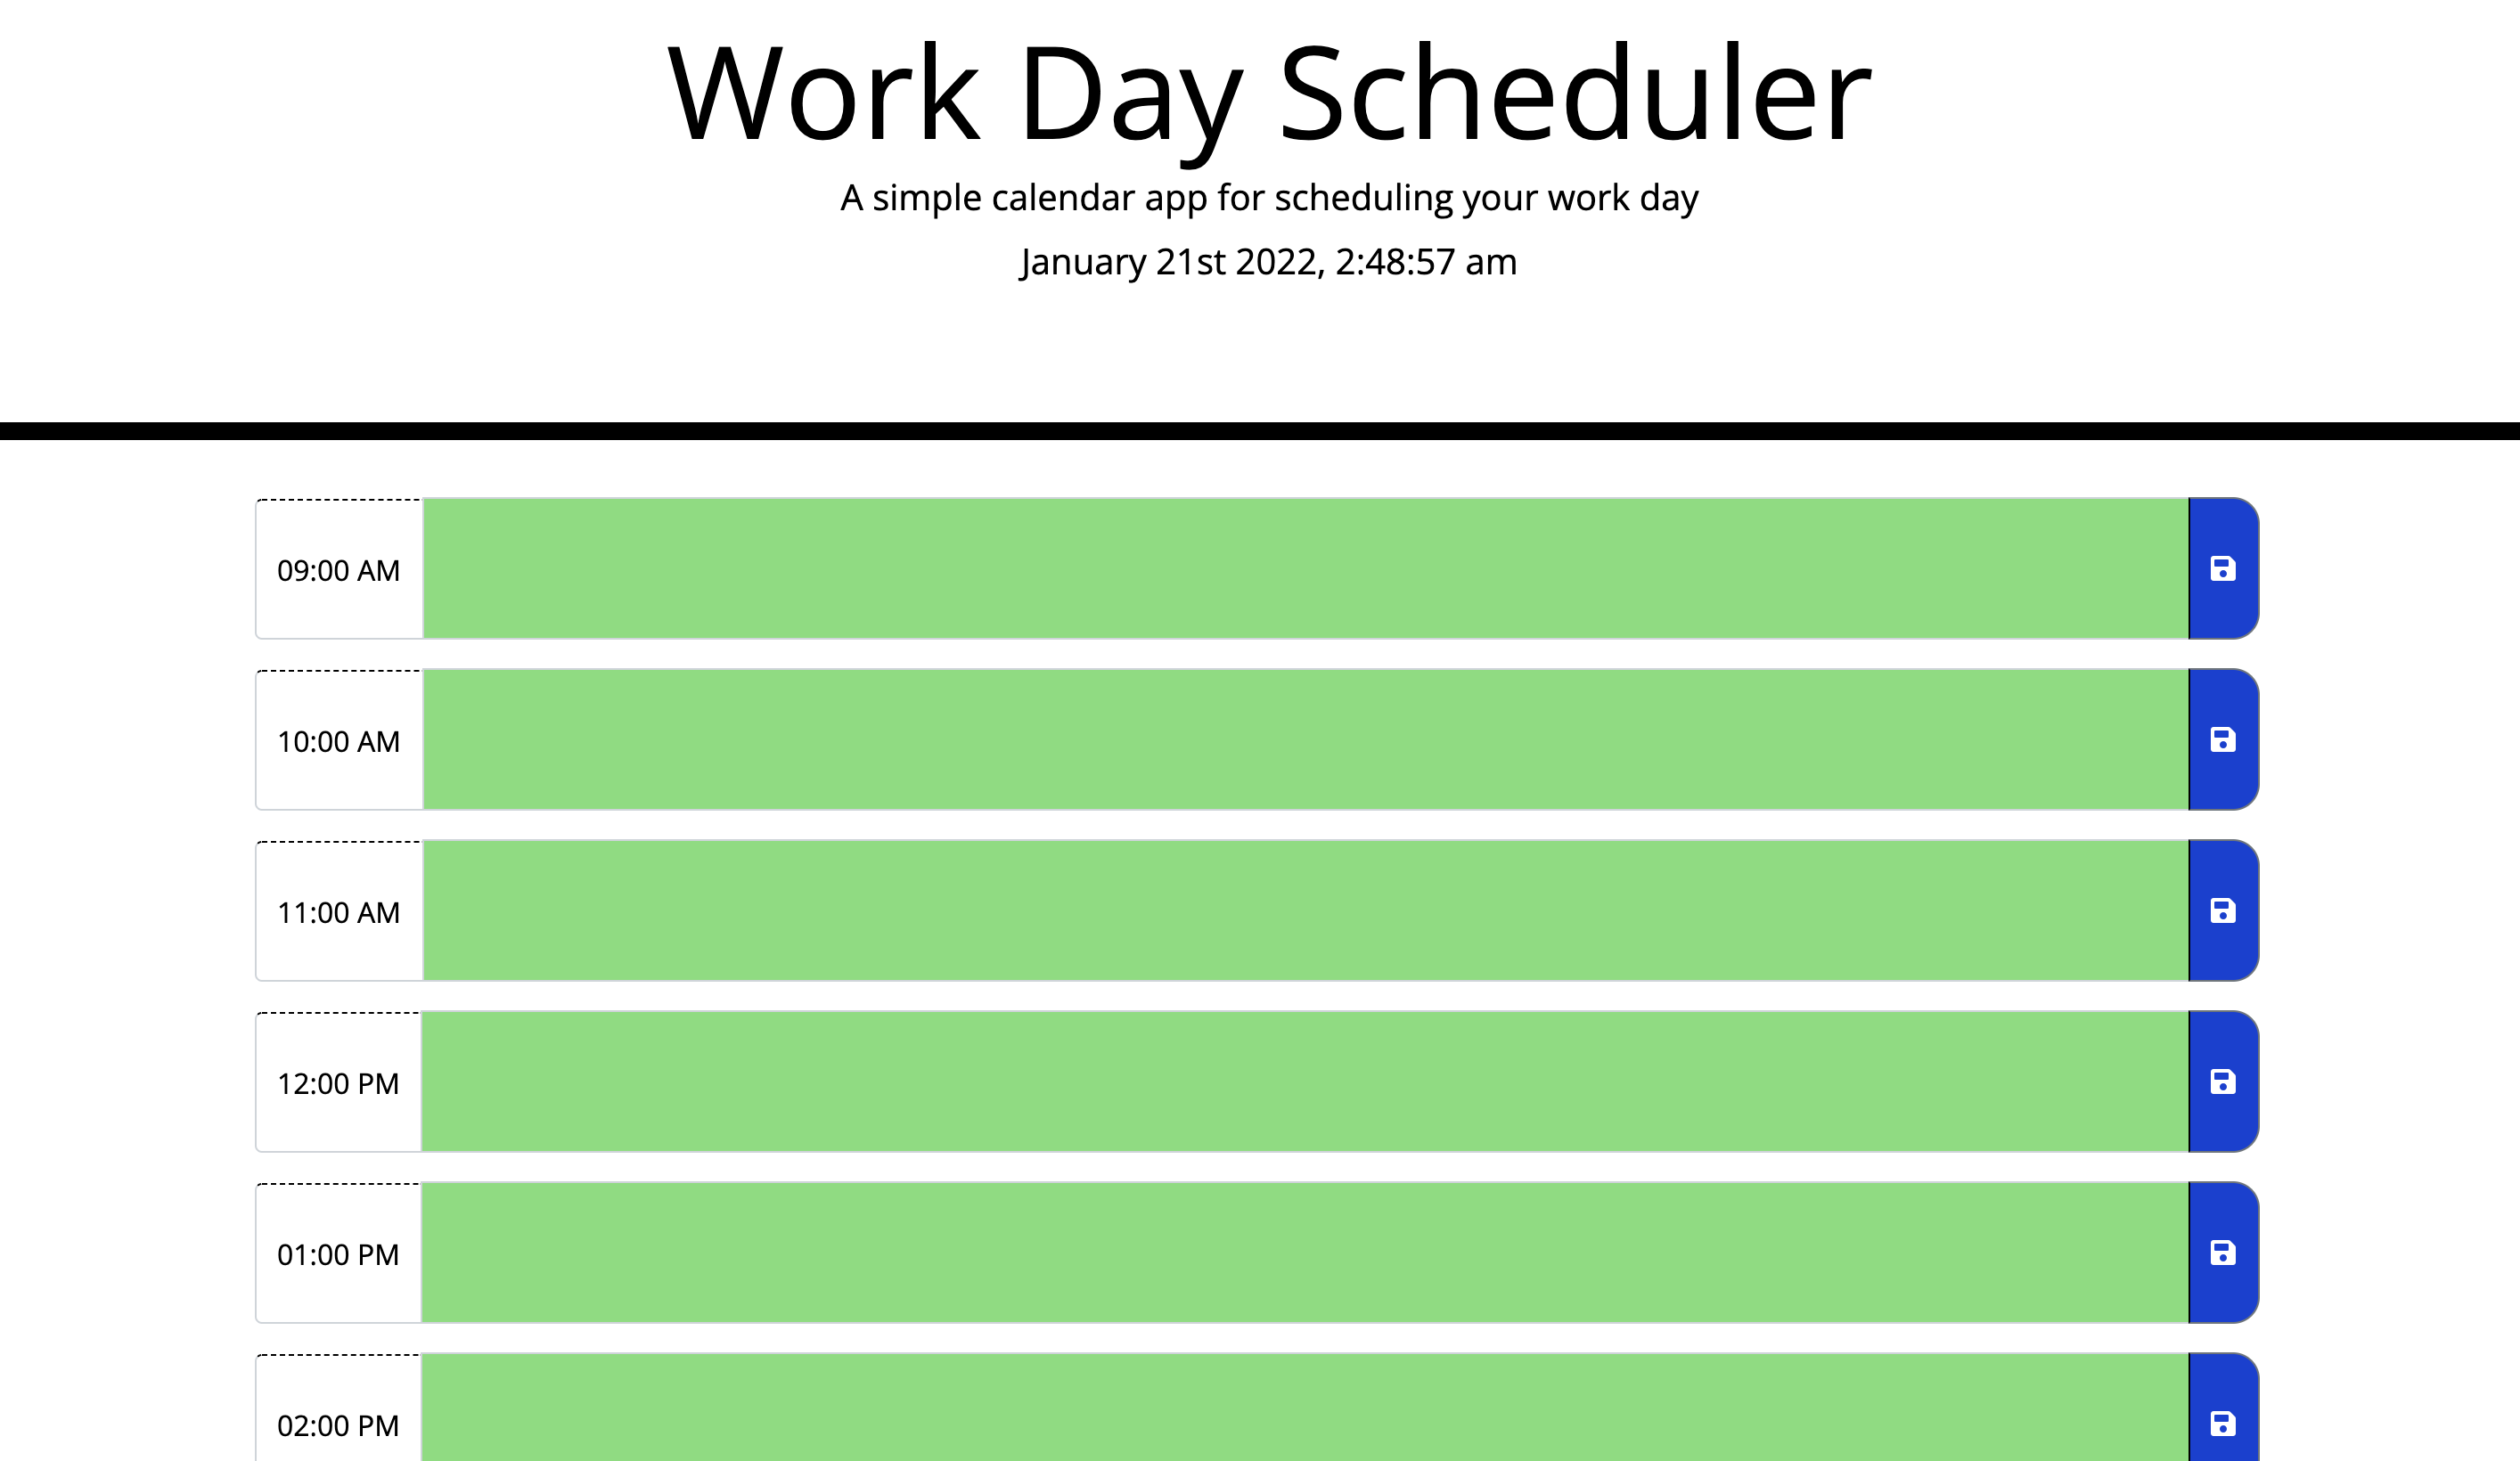 Work Day Scheduler
A simple calendar app for scheduling your work day
January 21st 2022, 2:48:57 am
09:00 AM
10:00 AM
11:00 AM
12:00 PM
01:00 PM
02:00 PM